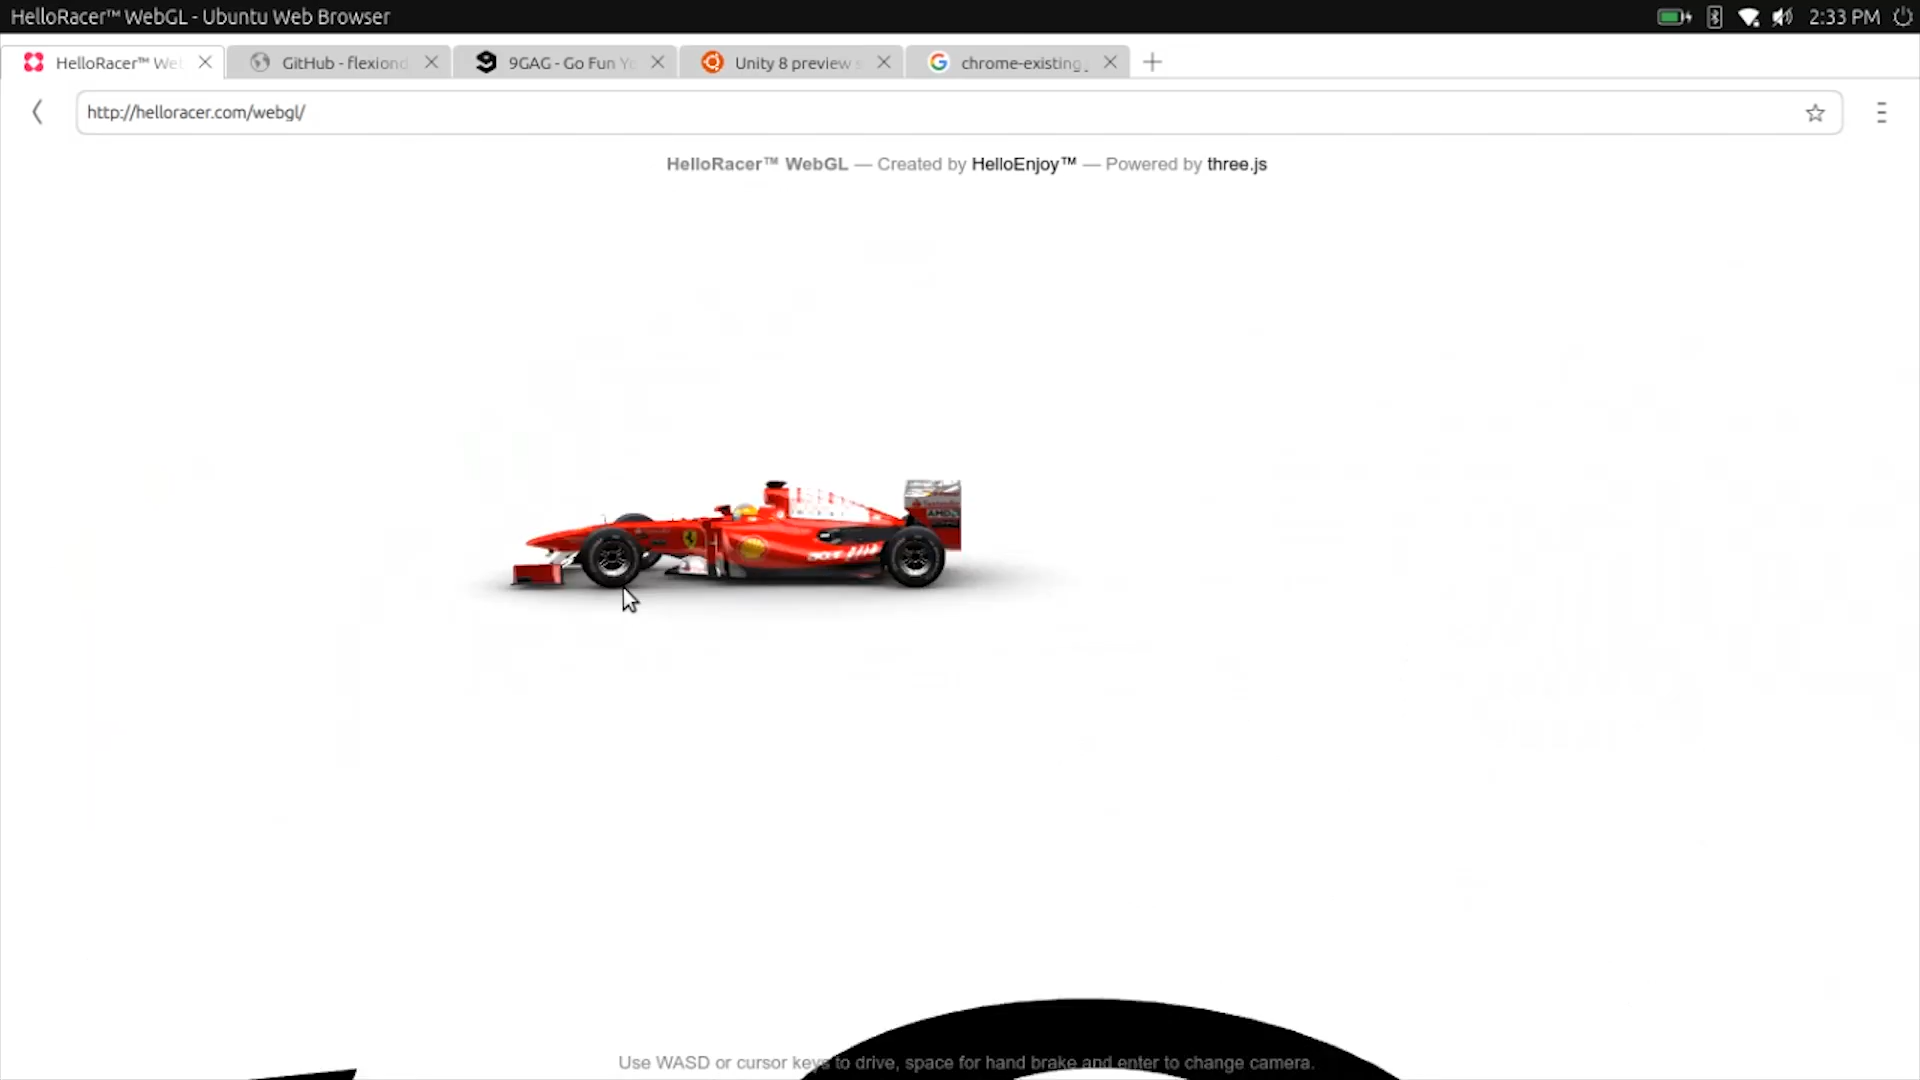 HelloRacer™ WebGL - Ubuntu Web Browser
2:33 PM
HelloRacer™ We
GitHub - flexiond
9GAG - Go Fun Yo
Unity 8 preview s
chrome-existing
http://helloracer.com/webgl/
HelloRacer™ WebGL — Created by HelloEnjoy™ — Powered by three.js
Use WASD or cursor keys to drive, space for hand brake and enter to change camera.